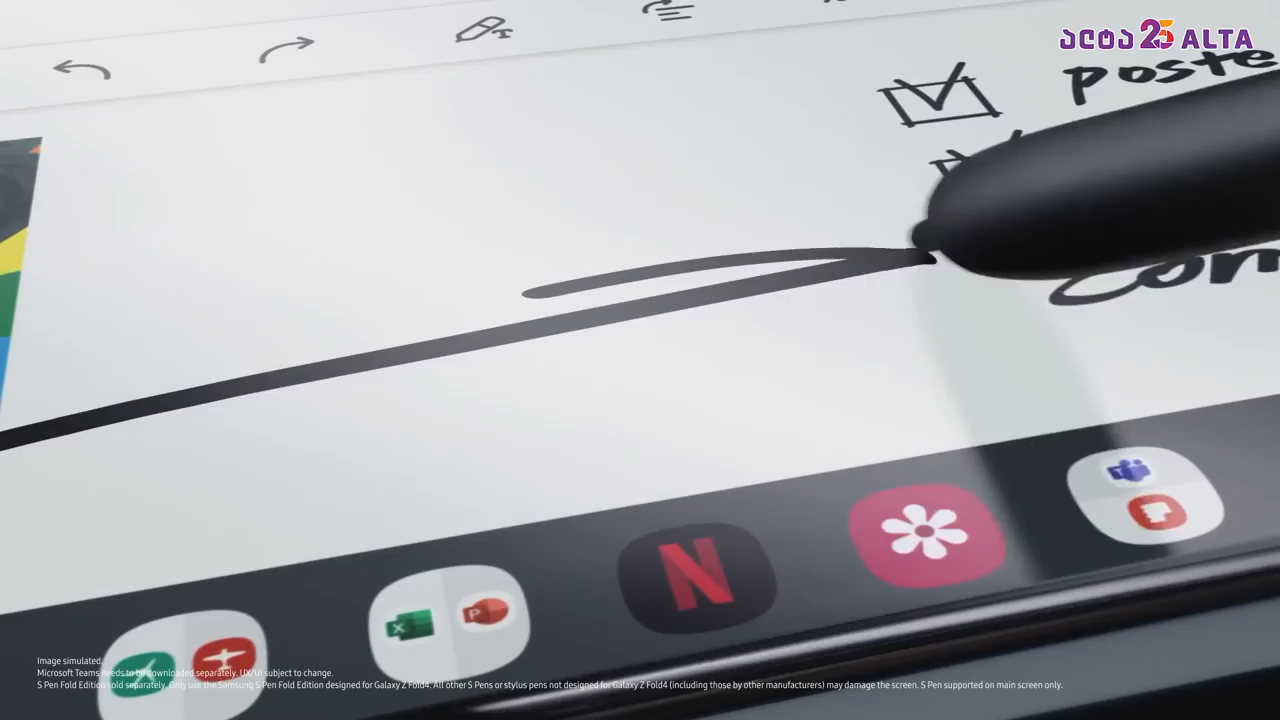 ალტა 25 ALTA
poste
con
N
X
P
Image simulated.
Microsoft Teams needs to be downloaded separately. UX/UI subject to change.
S Pen Fold Edition sold separately. Only use the Samsung S Pen Fold Edition designed for Galaxy Z Fold4. All other S Pens or stylus pens not designed for Galaxy Z Fold4 (including those by other manufacturers) may damage the screen. S Pen supported on main screen only.